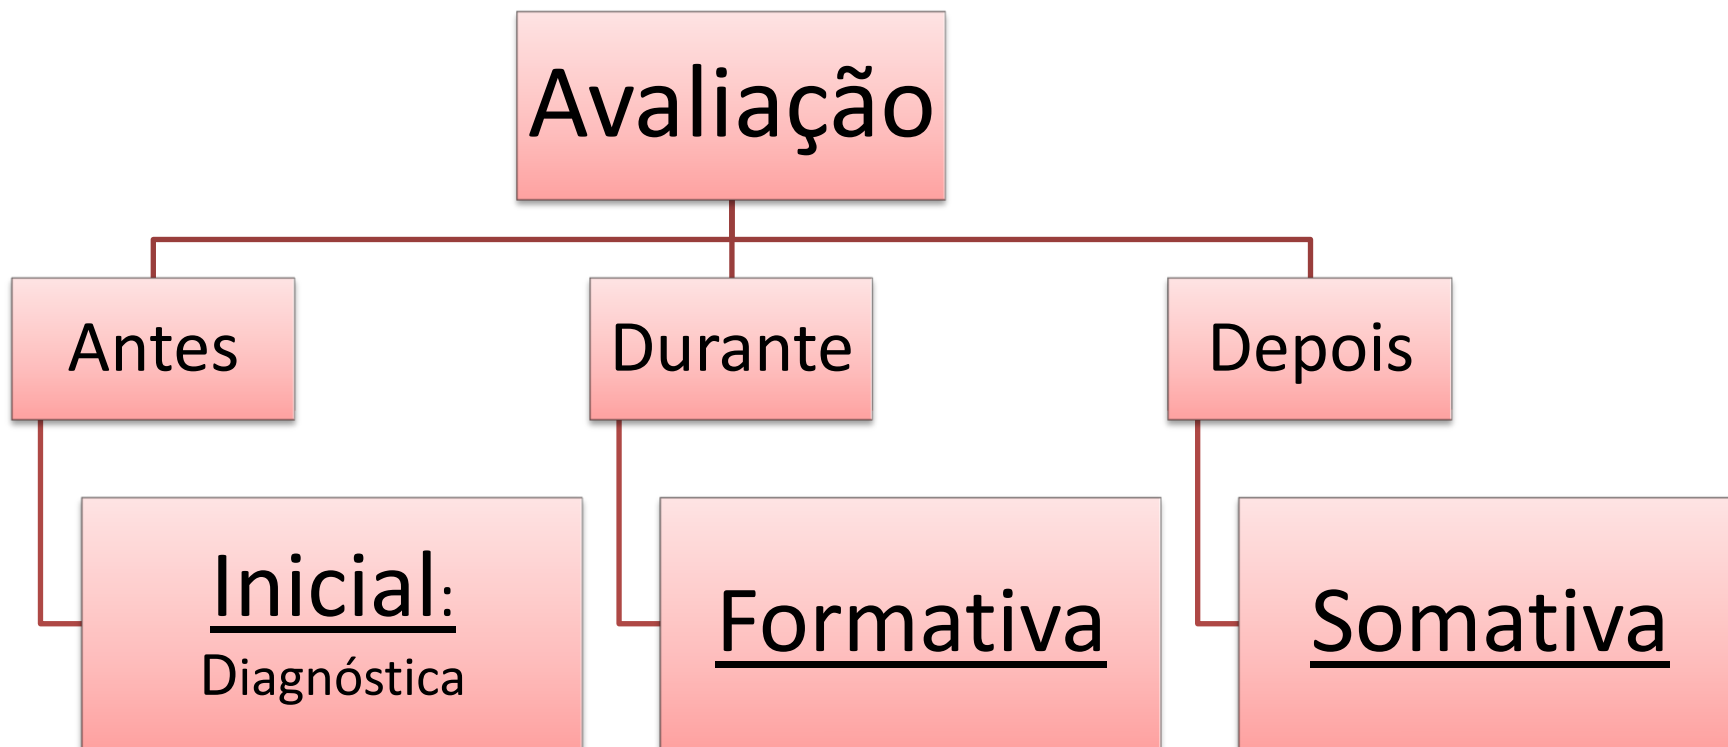 Avaliação
Antes
Durante
Depois
Inicial:
Diagnóstica
Formativa
Somativa